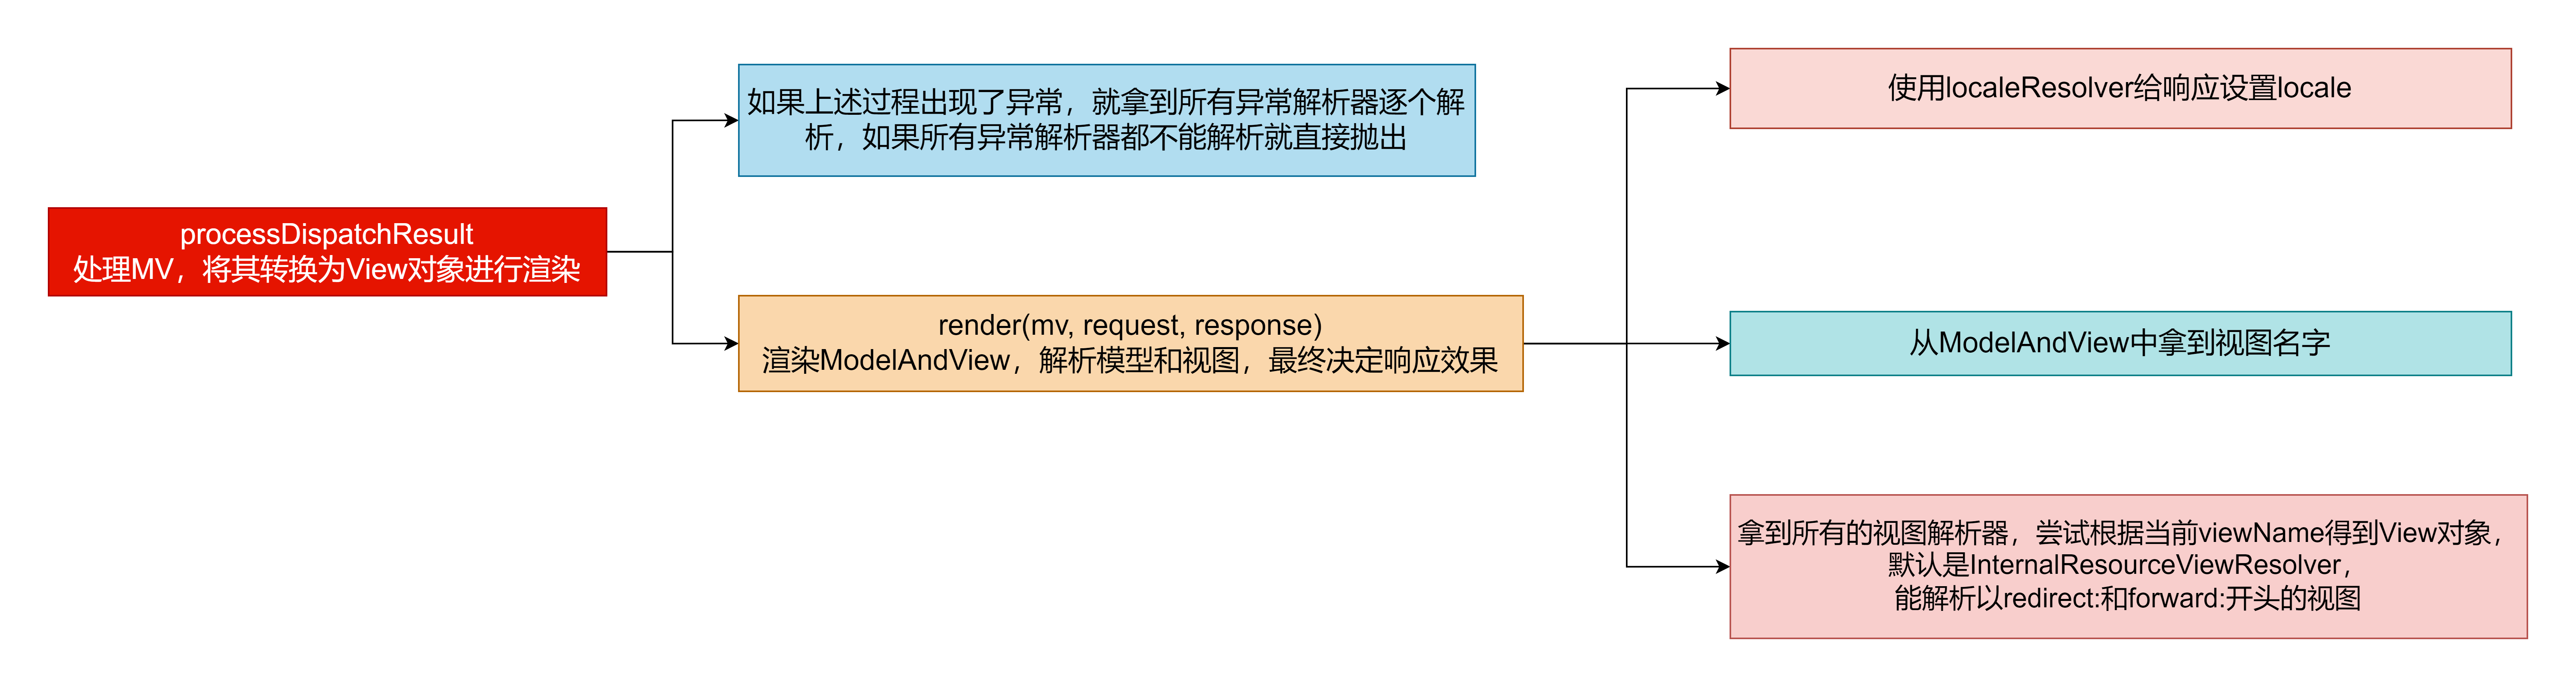 processDispatchResult
处理MV，将其转换为View对象进行渲染
如果上述过程出现了异常，就拿到所有异常解析器逐个解
析，如果所有异常解析器都不能解析就直接抛出
render(mv, request, response)
渲染ModelAndView，解析模型和视图，最终决定响应效果
使用localeResolver给响应设置locale
从ModelAndView中拿到视图名字
拿到所有的视图解析器，尝试根据当前viewName得到View对象，
默认是InternalResourceViewResolver，
能解析以redirect:和forward:开头的视图